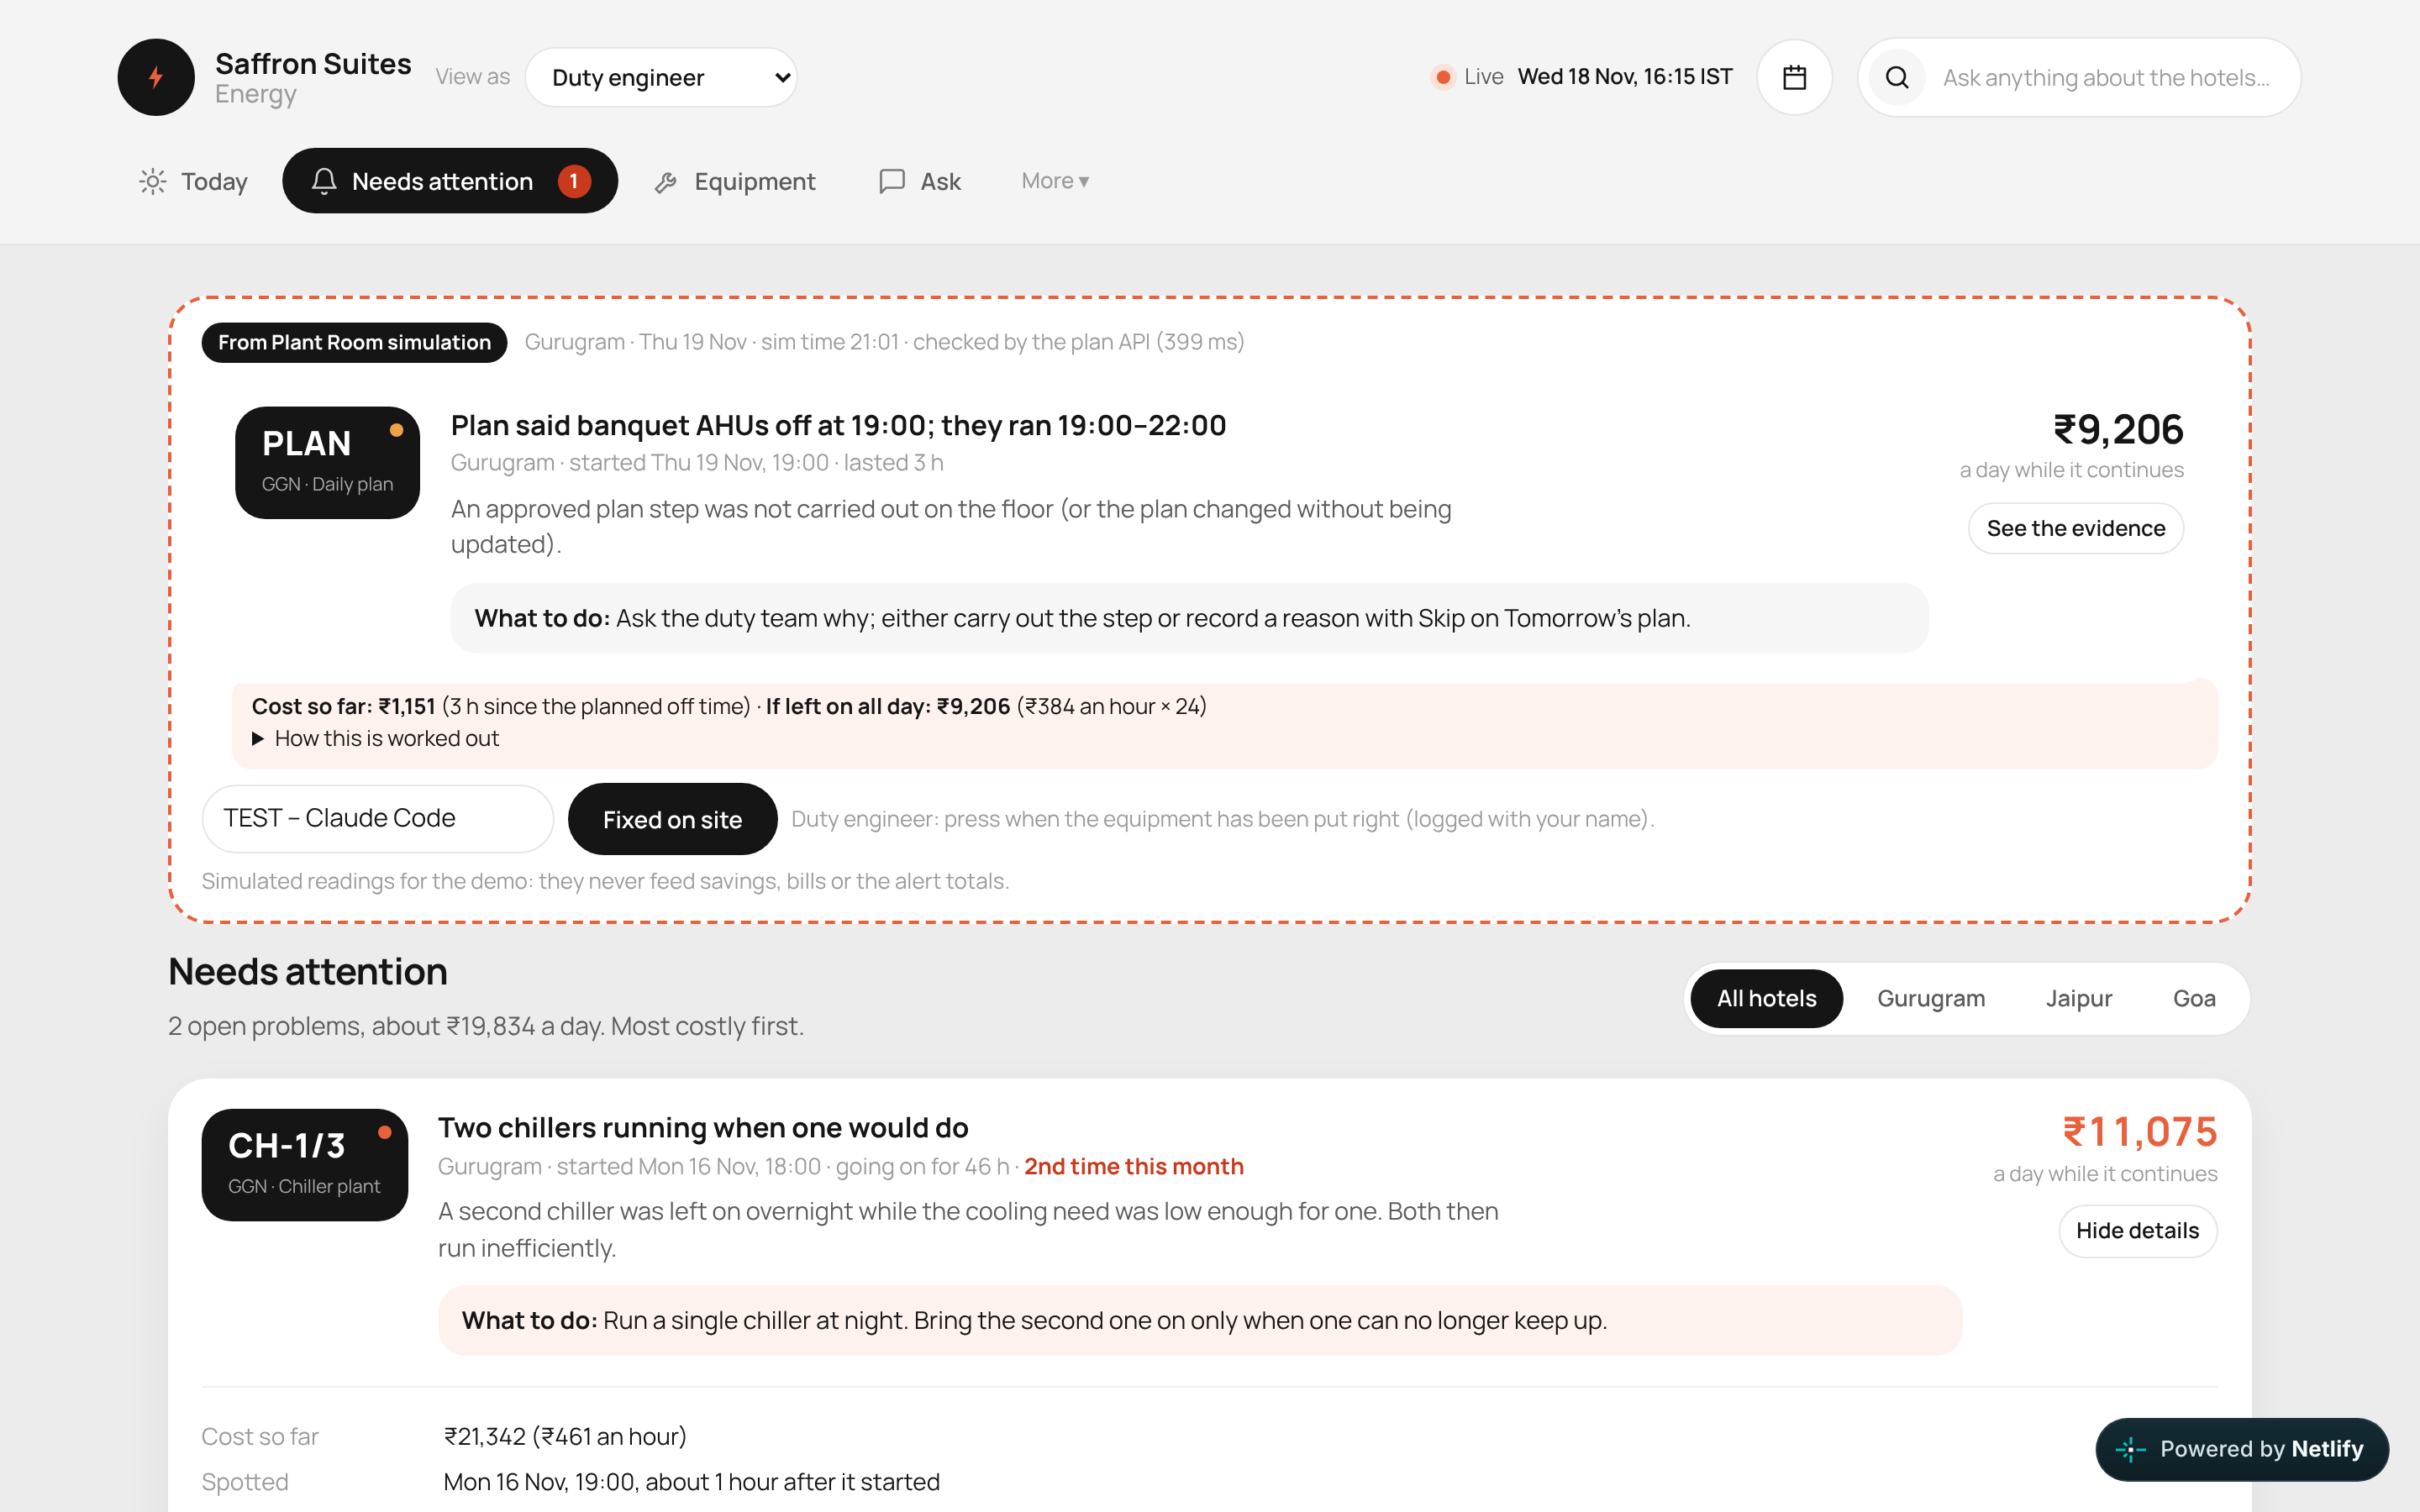 Saffron Suites
Energy
View as
Duty engineer
Live Wed 18 Nov, 16:15 IST
Ask anything about the hotels...
Today
Needs attention 1
Equipment
Ask
More ▾
From Plant Room simulation
Gurugram · Thu 19 Nov · sim time 21:01 · checked by the plan API (399 ms)
PLAN
GGN · Daily plan
Plan said banquet AHUs off at 19:00; they ran 19:00–22:00
Gurugram · started Thu 19 Nov, 19:00 · lasted 3 h
An approved plan step was not carried out on the floor (or the plan changed without being
updated).
₹9,206
a day while it continues
See the evidence
What to do: Ask the duty team why; either carry out the step or record a reason with Skip on Tomorrow's plan.
Cost so far: ₹1,151 (3 h since the planned off time) · If left on all day: ₹9,206 (₹384 an hour × 24)
▶ How this is worked out
TEST – Claude Code
Fixed on site
Duty engineer: press when the equipment has been put right (logged with your name).
Simulated readings for the demo: they never feed savings, bills or the alert totals.
Needs attention
2 open problems, about ₹19,834 a day. Most costly first.
All hotels
Gurugram
Jaipur
Goa
CH-1/3
GGN · Chiller plant
Two chillers running when one would do
Gurugram · started Mon 16 Nov, 18:00 · going on for 46 h · 2nd time this month
A second chiller was left on overnight while the cooling need was low enough for one. Both then
run inefficiently.
₹11,075
a day while it continues
Hide details
What to do: Run a single chiller at night. Bring the second one on only when one can no longer keep up.
Cost so far ₹21,342 (₹461 an hour)
Spotted Mon 16 Nov, 19:00, about 1 hour after it started
Powered by Netlify